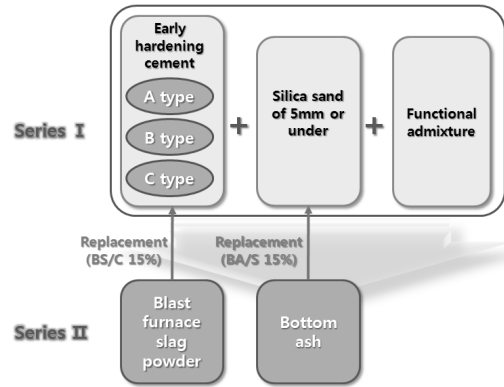 Early
hardening
cement
A type
B type
C type
+
Silica sand
of 5mm or
under
+
Functional
admixture
Series I
Replacement
(BS/C 15%)
Replacement
(BA/S 15%)
Series II
Blast
furnace
slag
powder
Bottom
ash